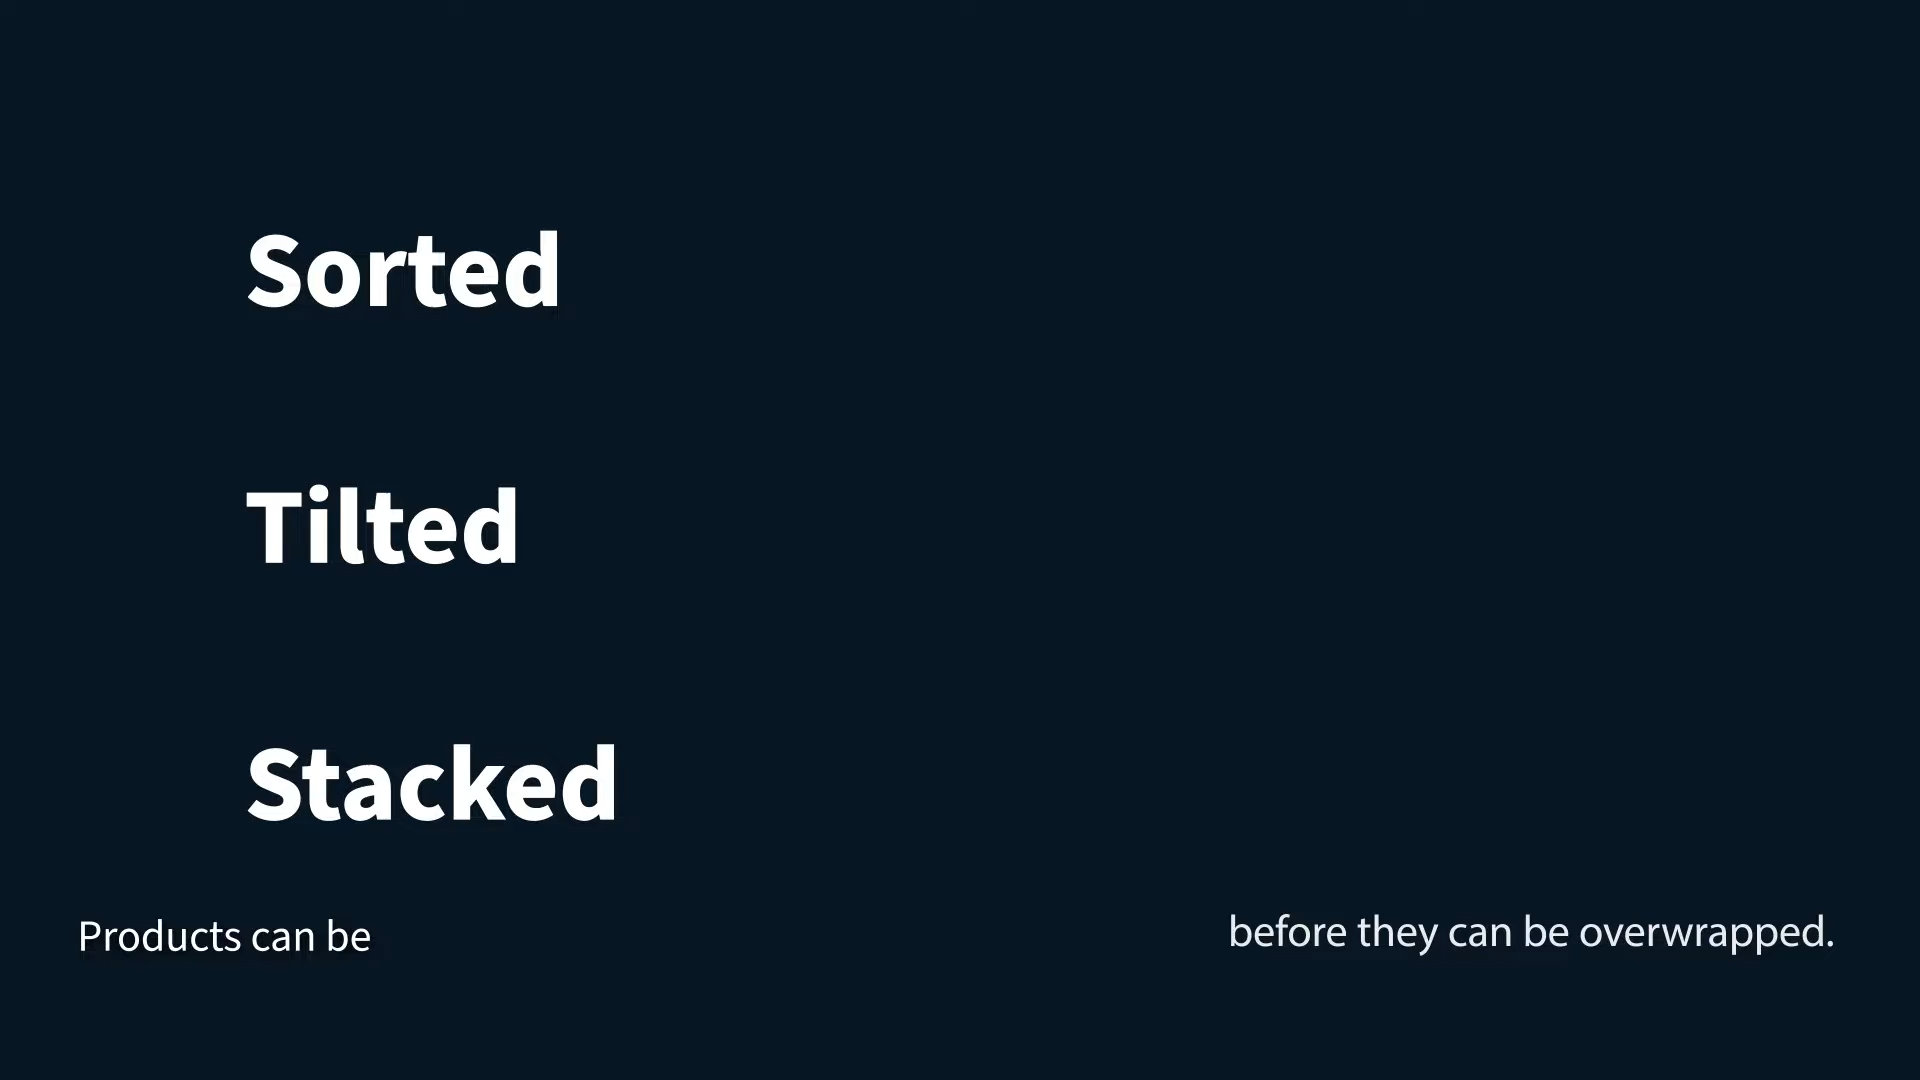 Sorted
Tilted
Stacked
Products can be
before they can be overwrapped.